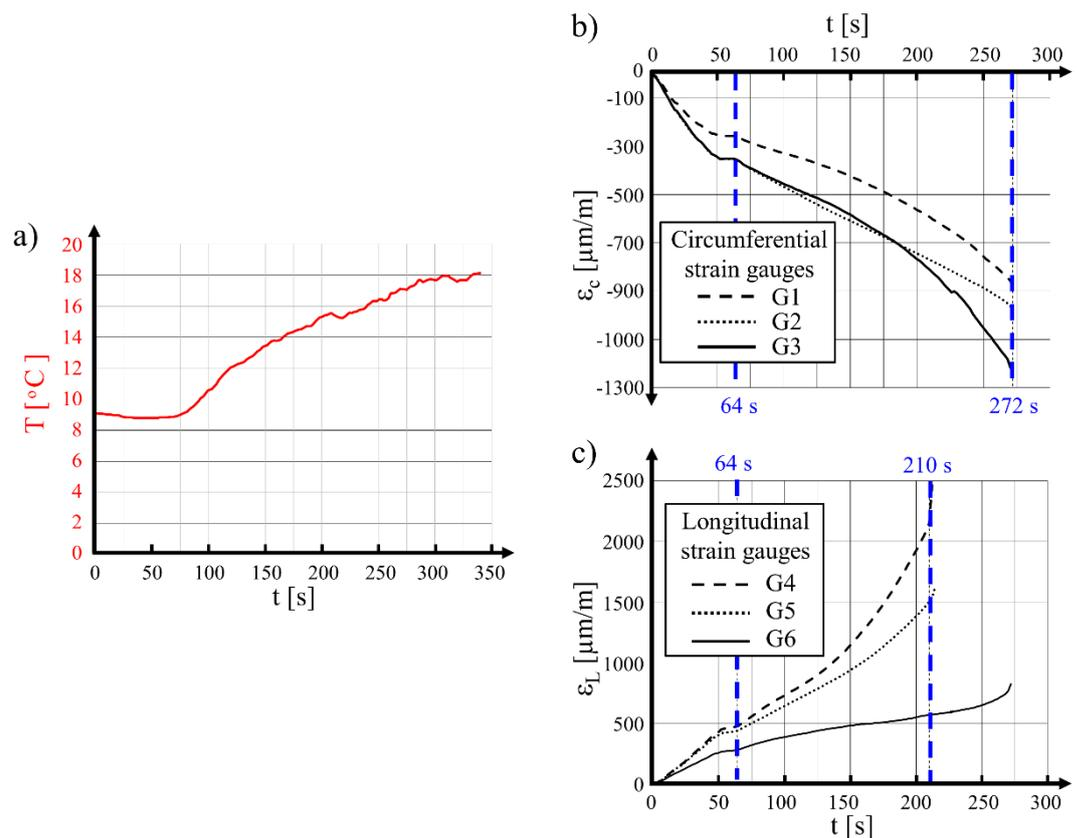 a)
T [ °C ]
20
18
16
14
12
10
8
6
4
2
0
0 50 100 150 200 250 300 350
t [s]
b)
t [s]
0 50 100 150 200 250 300
0
-100
-300
-500
-700
-900
-1000
-1300
εc [µm/m]
Circumferential
strain gauges
G1
G2
G3
64 s
272 s
c)
64 s
210 s
2500
2000
1500
1000
500
0
εL [µm/m]
Longitudinal
strain gauges
G4
G5
G6
0 50 100 150 200 250 300
t [s]